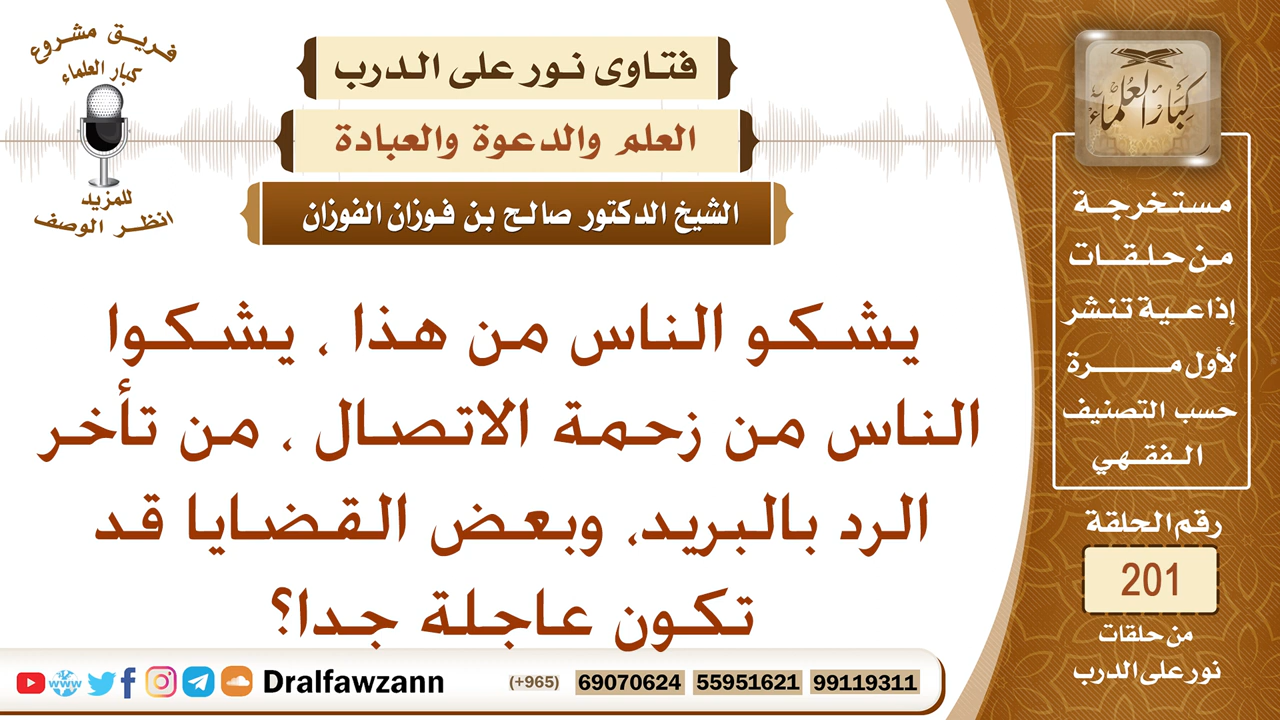 فريق مشروع
كبار العلماء
للمزيد
انظر الوصف
فتاوى نور على الدرب
العلم والدعوة والعبادة
الشيخ الدكتور صالح بن فوزان الفوزان
يشكو الناس من هذا ، يشكوا
الناس من زحمة الاتصال ، من تأخر
الرد بالبريد، وبعض القضايا قد
تكون عاجلة جدا؟
كبار العلماء
مستخرجة
من حلقات
إذاعية تنشر
لأول مرة
حسب التصنيف
الفقهي
رقم الحلقة
201
من حلقات
نور على الدرب
www
Dralfawzann
(+965) 69070624 55951621 99119311